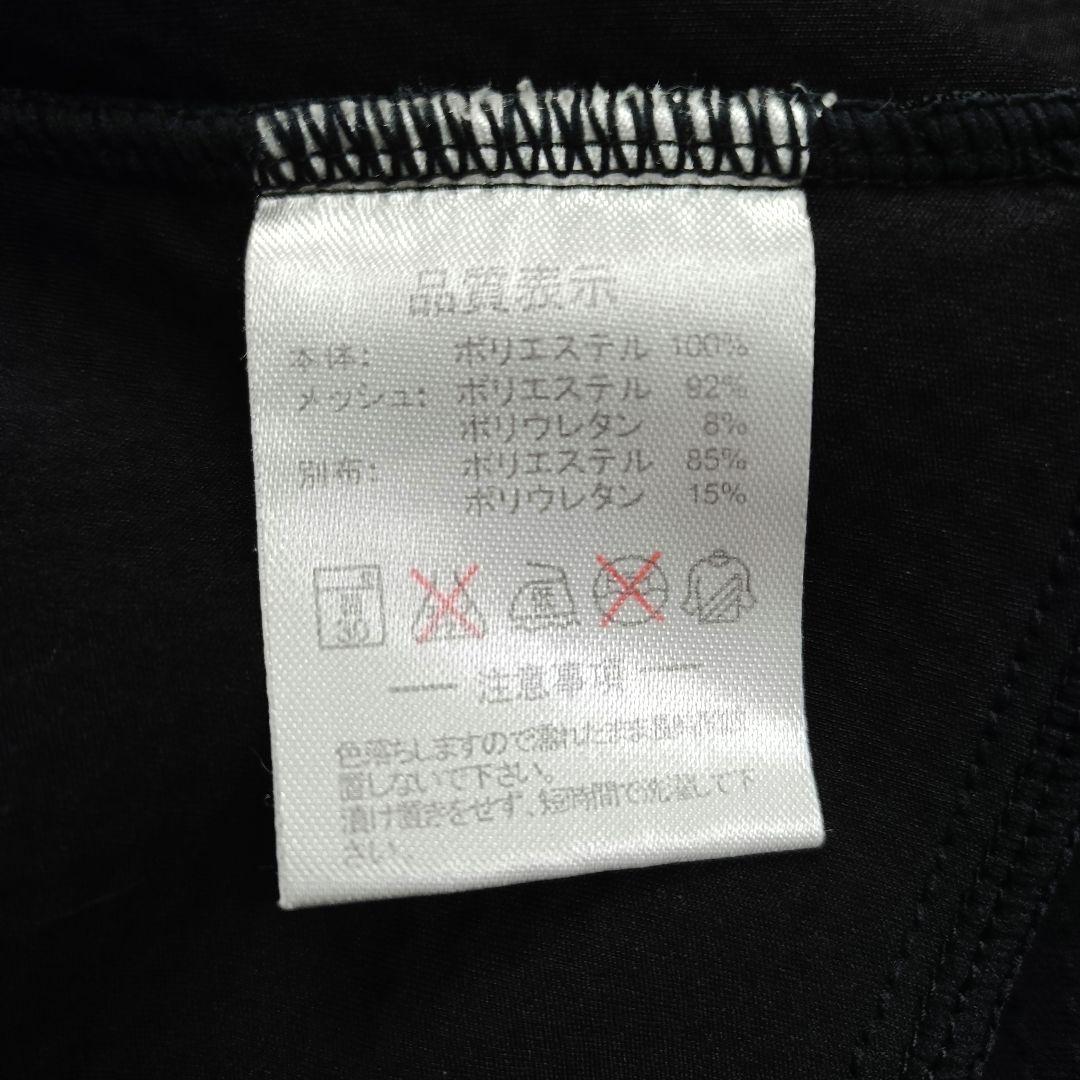 品質表示
本体: ポリエステル 100%
メッシュ: ポリエステル 92%
ポリウレタン 8%
別布: ポリエステル 85%
ポリウレタン 15%
注意事項
色落ちしますので濡れたまま長時間放
置しないで下さい。
漬け置きをせず、短時間で洗濯して下
さい。